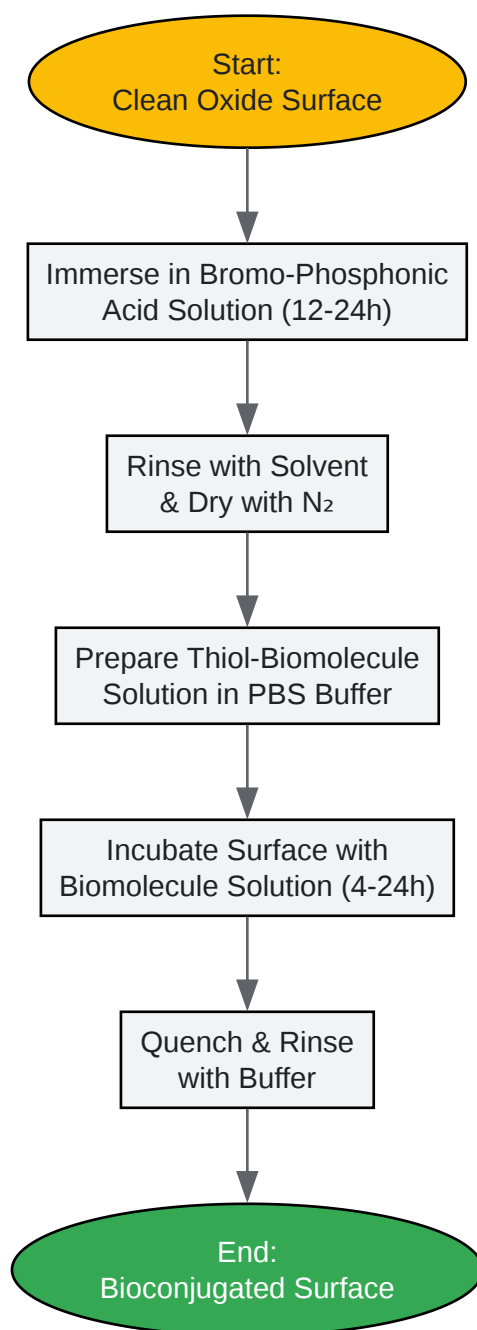 Start:
Clean Oxide Surface
Immerse in Bromo-Phosphonic
Acid Solution (12-24h)
Rinse with Solvent
& Dry with N₂
Prepare Thiol-Biomolecule
Solution in PBS Buffer
Incubate Surface with
Biomolecule Solution (4-24h)
Quench & Rinse
with Buffer
End:
Bioconjugated Surface